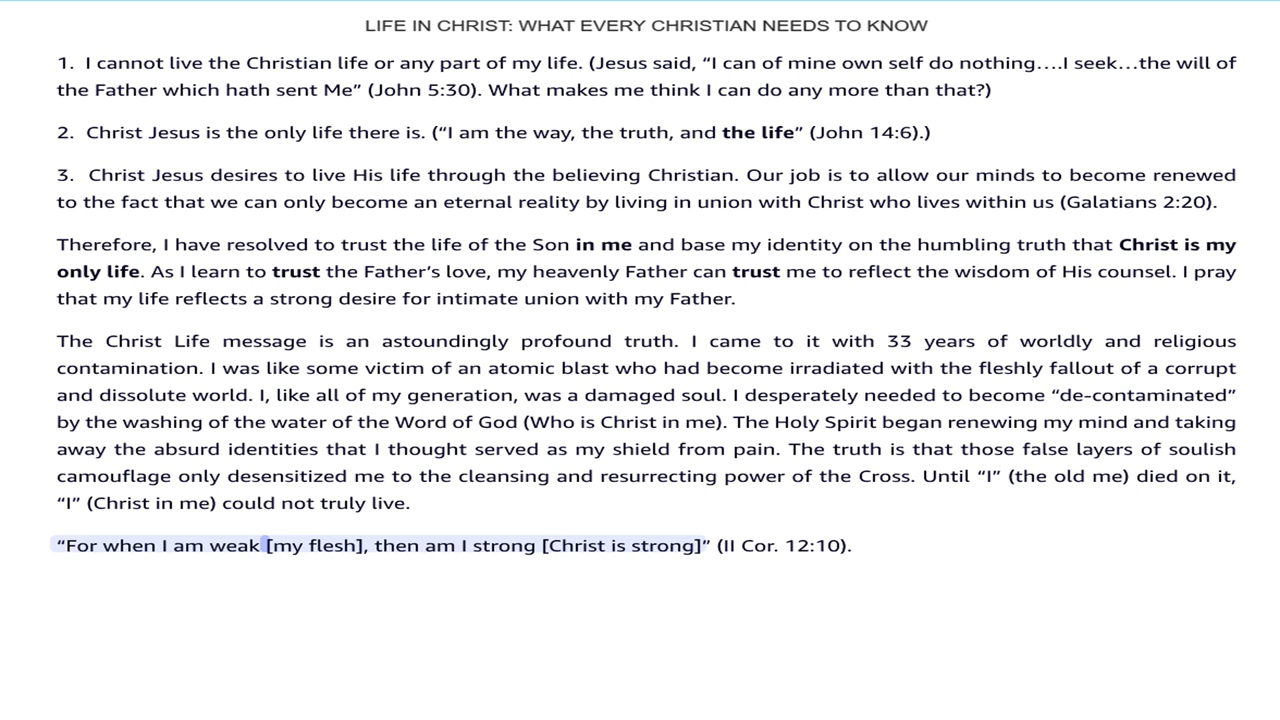 LIFE IN CHRIST: WHAT EVERY CHRISTIAN NEEDS TO KNOW
1. I cannot live the Christian life or any part of my life. (Jesus said, “I can of mine own self do nothing….I seek…the will of
the Father which hath sent Me” (John 5:30). What makes me think I can do any more than that?)
2. Christ Jesus is the only life there is. (“I am the way, the truth, and the life” (John 14:6).)
3. Christ Jesus desires to live His life through the believing Christian. Our job is to allow our minds to become renewed
to the fact that we can only become an eternal reality by living in union with Christ who lives within us (Galatians 2:20).
Therefore, I have resolved to trust the life of the Son in me and base my identity on the humbling truth that Christ is my
only life. As I learn to trust the Father’s love, my heavenly Father can trust me to reflect the wisdom of His counsel. I pray
that my life reflects a strong desire for intimate union with my Father.
The Christ Life message is an astoundingly profound truth. I came to it with 33 years of worldly and religious
contamination. I was like some victim of an atomic blast who had become irradiated with the fleshly fallout of a corrupt
and dissolute world. I, like all of my generation, was a damaged soul. I desperately needed to become “de-contaminated”
by the washing of the water of the Word of God (Who is Christ in me). The Holy Spirit began renewing my mind and taking
away the absurd identities that I thought served as my shield from pain. The truth is that those false layers of soulish
camouflage only desensitized me to the cleansing and resurrecting power of the Cross. Until “I” (the old me) died on it,
“I” (Christ in me) could not truly live.
“For when I am weak [my flesh], then am I strong [Christ is strong]” (II Cor. 12:10).